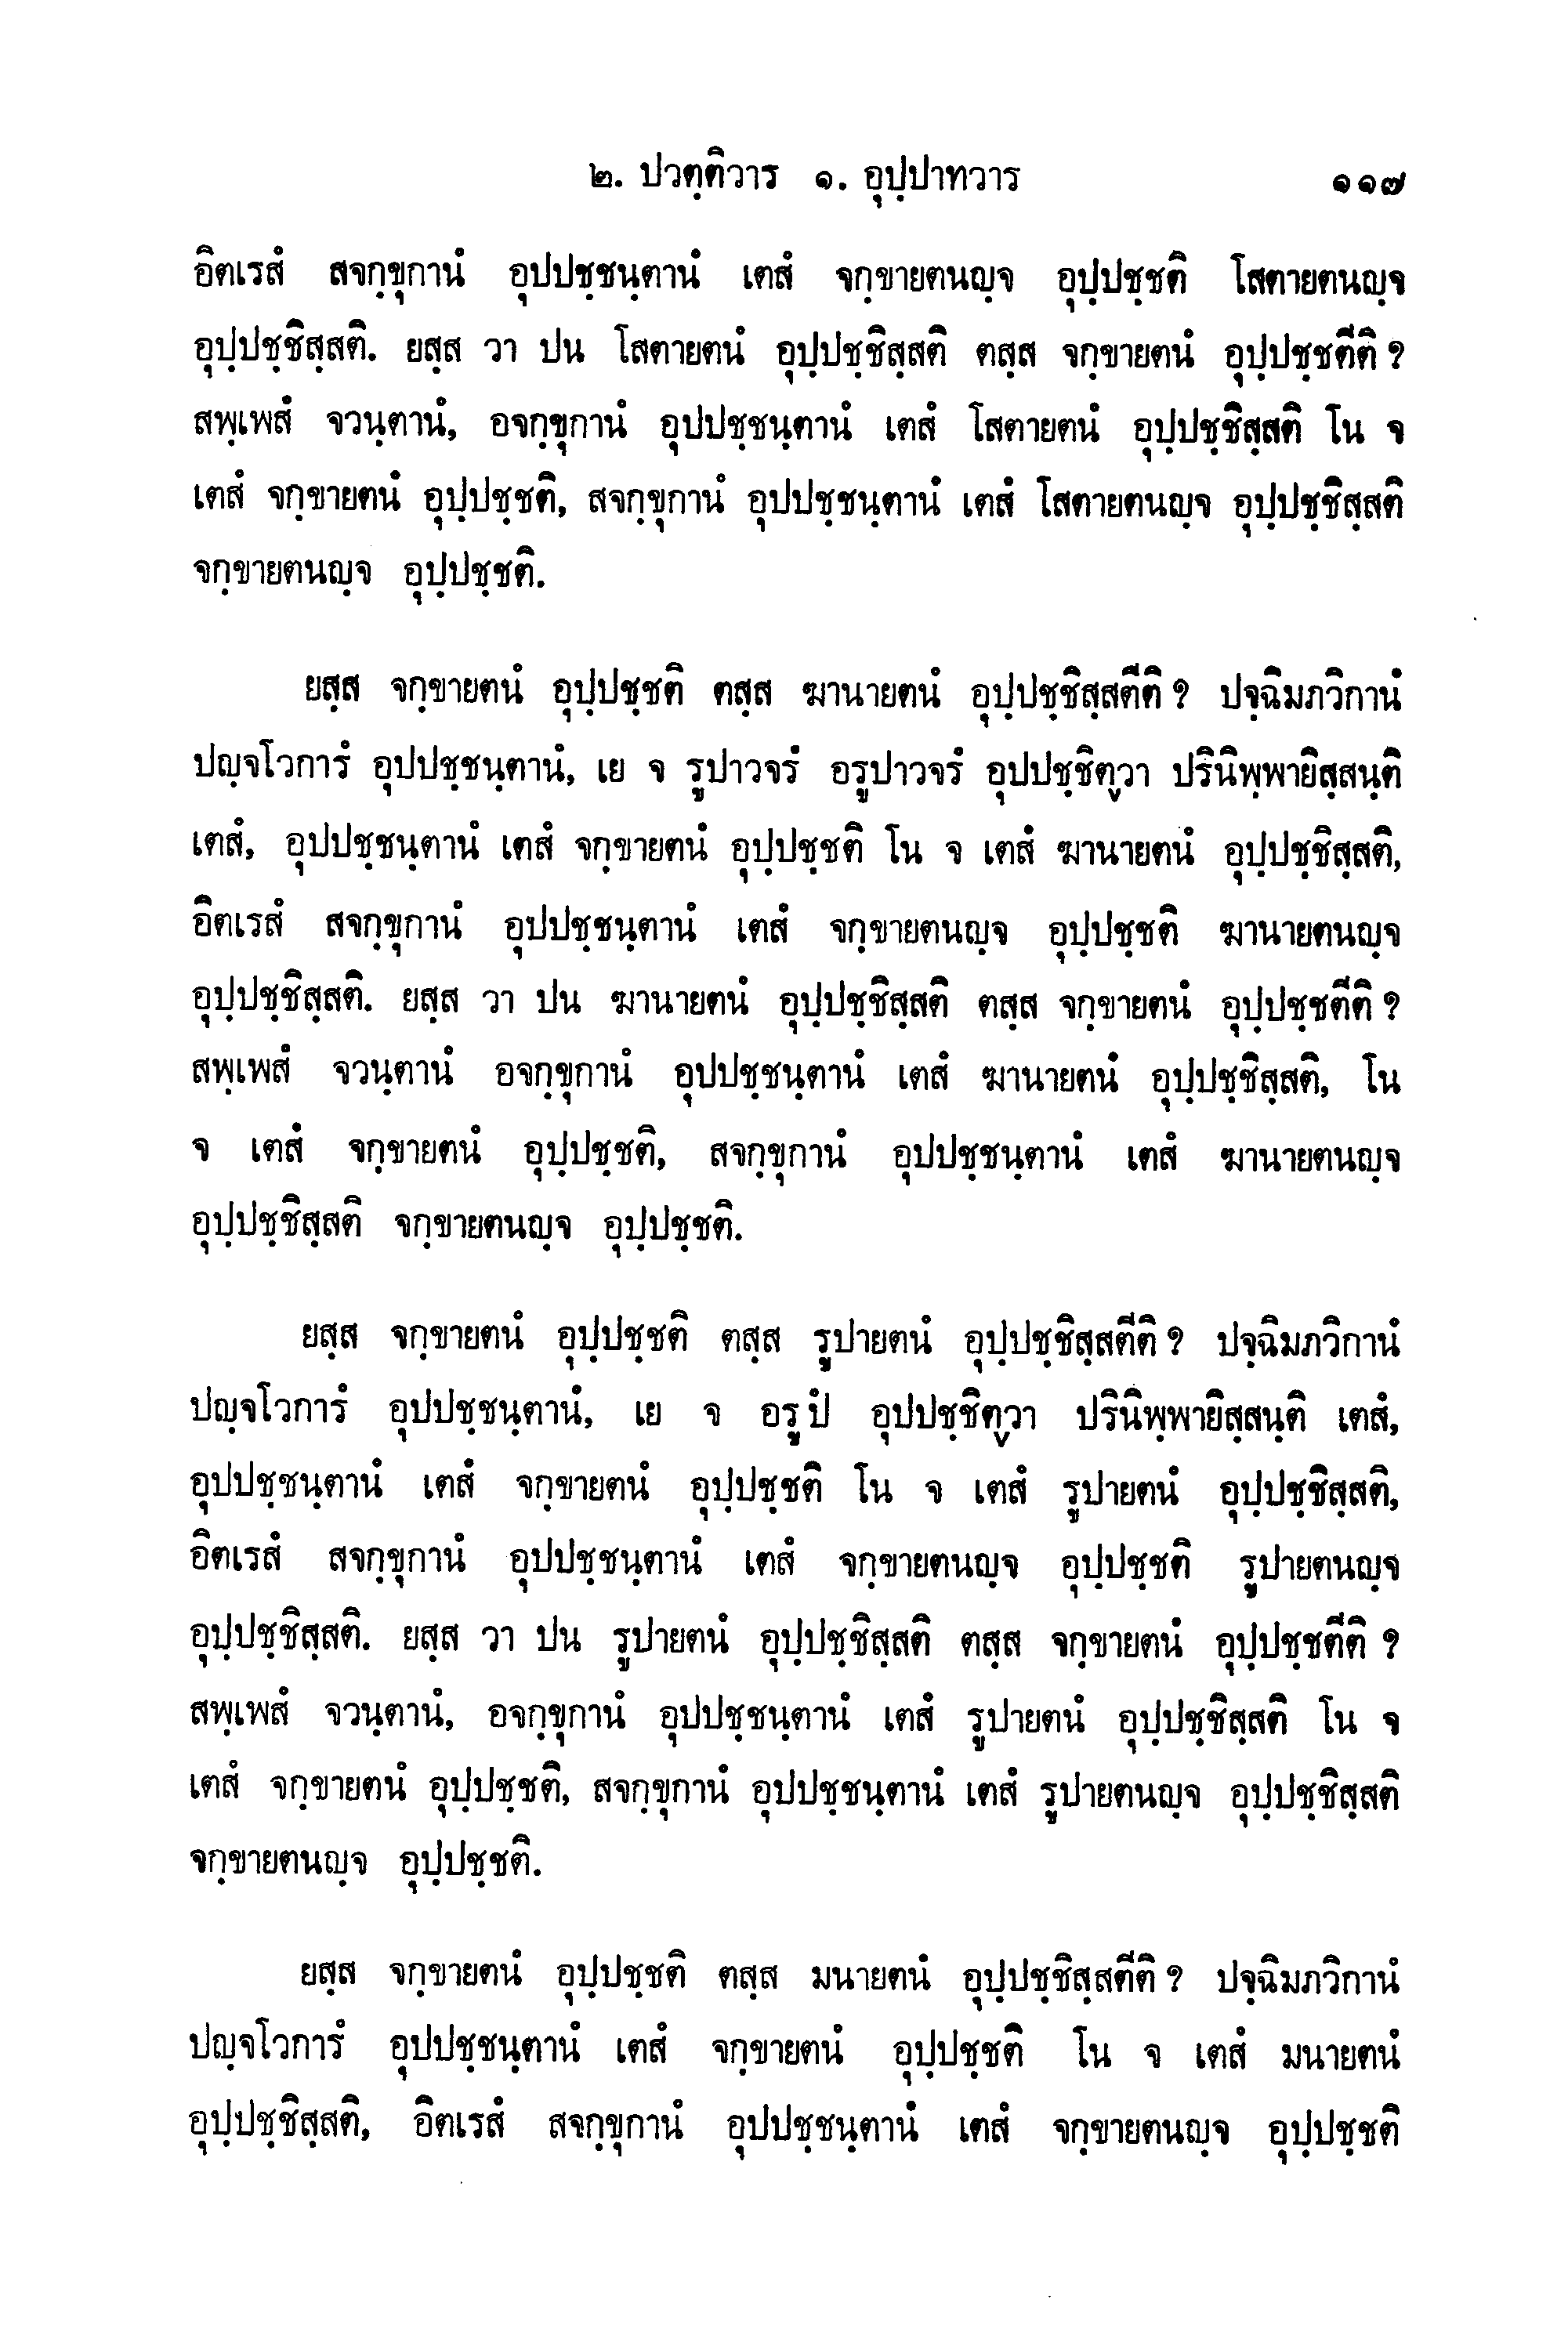 ๒. ปวตฺติวาร ๑. อุปฺปาทวาร ๑๑๗
อิตเรสํ สจกฺขุกานํ อุปปชฺชนฺตานํ เตสํ จกฺขายตนญฺจ อุปฺปชฺชติ โสตายตนญฺจ
อุปฺปชฺชิสฺสติ. ยสฺส วา ปน โสตายตนํ อุปฺปชฺชิสฺสติ ตสฺส จกฺขายตนํ อุปฺปชฺชตีติ ?
สพฺเพสํ จวนฺตานํ, อจกฺขุกานํ อุปปชฺชนฺตานํ เตสํ โสตายตนํ อุปฺปชฺชิสฺสติ โน จ
เตสํ จกฺขายตนํ อุปฺปชฺชติ, สจกฺขุกานํ อุปปชฺชนฺตานํ เตสํ โสตายตนญฺจ อุปฺปชฺชิสฺสติ
จกฺขายตนญฺจ อุปฺปชฺชติ.
ยสฺส จกฺขายตนํ อุปฺปชฺชติ ตสฺส ฆานายตนํ อุปฺปชฺชิสฺสตีติ ? ปจฺฉิมภวิกานํ
ปญฺจโวการํ อุปปชฺชนฺตานํ, เย จ รูปาวจรํ อรูปาวจรํ อุปปชฺชิตฺวา ปรินิพฺพายิสฺสนฺติ
เตสํ, อุปปชฺชนฺตานํ เตสํ จกฺขายตนํ อุปฺปชฺชติ โน จ เตสํ ฆานายตนํ อุปฺปชฺชิสฺสติ,
อิตเรสํ สจกฺขุกานํ อุปปชฺชนฺตานํ เตสํ จกฺขายตนญฺจ อุปฺปชฺชติ ฆานายตนญฺจ
อุปฺปชฺชิสฺสติ. ยสฺส วา ปน ฆานายตนํ อุปฺปชฺชิสฺสติ ตสฺส จกฺขายตนํ อุปฺปชฺชตีติ ?
สพฺเพสํ จวนฺตานํ อจกฺขุกานํ อุปปชฺชนฺตานํ เตสํ ฆานายตนํ อุปฺปชฺชิสฺสติ, โน
จ เตสํ จกฺขายตนํ อุปฺปชฺชติ, สจกฺขุกานํ อุปปชฺชนฺตานํ เตสํ ฆานายตนญฺจ
อุปฺปชฺชิสฺสติ จกฺขายตนญฺจ อุปฺปชฺชติ.
ยสฺส จกฺขายตนํ อุปฺปชฺชติ ตสฺส รูปายตนํ อุปฺปชฺชิสฺสตีติ ? ปจฺฉิมภวิกานํ
ปญฺจโวการํ อุปปชฺชนฺตานํ, เย จ อรูปํ อุปปชฺชิตฺวา ปรินิพฺพายิสฺสนฺติ เตสํ,
อุปปชฺชนฺตานํ เตสํ จกฺขายตนํ อุปฺปชฺชติ โน จ เตสํ รูปายตนํ อุปฺปชฺชิสฺสติ,
อิตเรสํ สจกฺขุกานํ อุปปชฺชนฺตานํ เตสํ จกฺขายตนญฺจ อุปฺปชฺชติ รูปายตนญฺจ
อุปฺปชฺชิสฺสติ. ยสฺส วา ปน รูปายตนํ อุปฺปชฺชิสฺสติ ตสฺส จกฺขายตนํ อุปฺปชฺชตีติ ?
สพฺเพสํ จวนฺตานํ, อจกฺขุกานํ อุปปชฺชนฺตานํ เตสํ รูปายตนํ อุปฺปชฺชิสฺสติ โน จ
เตสํ จกฺขายตนํ อุปฺปชฺชติ, สจกฺขุกานํ อุปปชฺชนฺตานํ เตสํ รูปายตนญฺจ อุปฺปชฺชิสฺสติ
จกฺขายตนญฺจ อุปฺปชฺชติ.
ยสฺส จกฺขายตนํ อุปฺปชฺชติ ตสฺส มนายตนํ อุปฺปชฺชิสฺสตีติ ? ปจฺฉิมภวิกานํ
ปญฺจโวการํ อุปปชฺชนฺตานํ เตสํ จกฺขายตนํ อุปฺปชฺชติ โน จ เตสํ มนายตนํ
อุปฺปชฺชิสฺสติ, อิตเรสํ สจกฺขุกานํ อุปปชฺชนฺตานํ เตสํ จกฺขายตนญฺจ อุปฺปชฺชติ